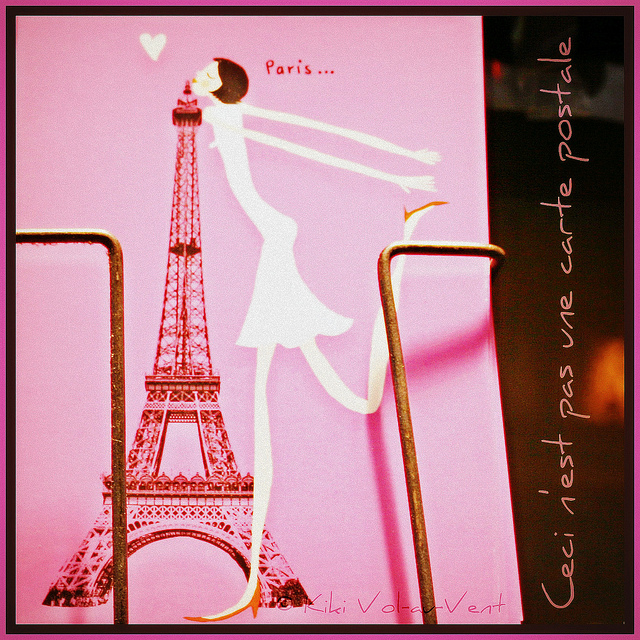 Paris...
Ceci n'est pas une carte postale
© Kiki Vol-au-Vent